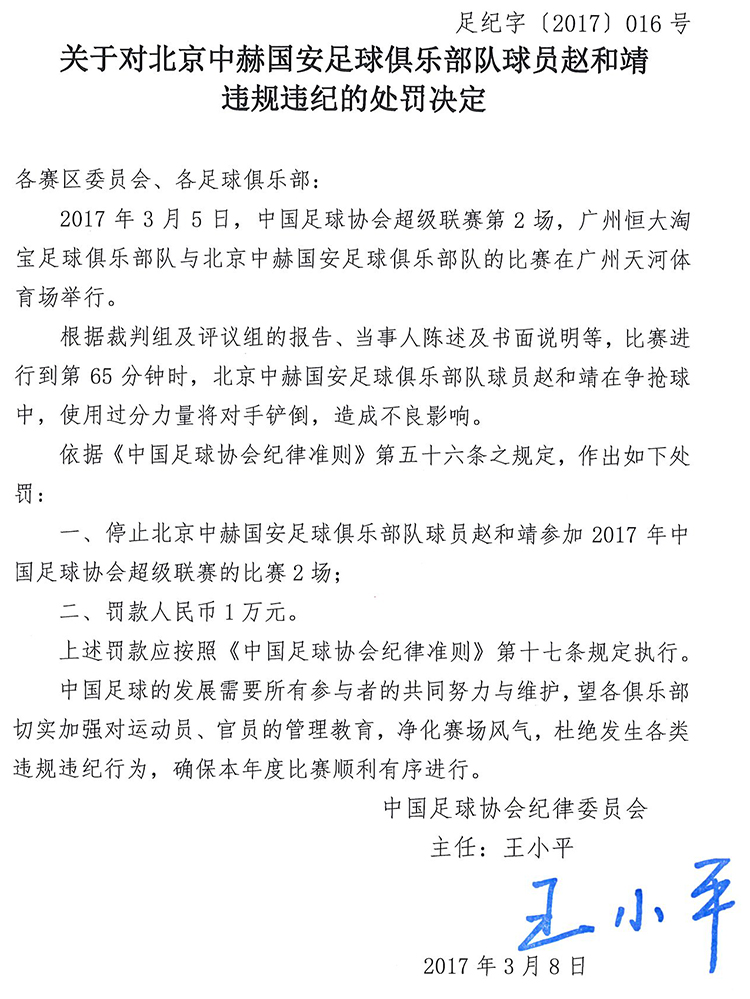 足纪字〔2017〕016 号
关于对北京中赫国安足球俱乐部队球员赵和靖
违规违纪的处罚决定
各赛区委员会、各足球俱乐部：
2017 年 3 月 5 日，中国足球协会超级联赛第 2 场，广州恒大淘
宝足球俱乐部队与北京中赫国安足球俱乐部队的比赛在广州天河体
育场举行。
根据裁判组及评议组的报告、当事人陈述及书面说明等，比赛进
行到第 65 分钟时，北京中赫国安足球俱乐部队球员赵和靖在争抢球
中，使用过分力量将对手铲倒，造成不良影响。
依据《中国足球协会纪律准则》第五十六条之规定，作出如下处
罚：
一、停止北京中赫国安足球俱乐部队球员赵和靖参加 2017 年中
国足球协会超级联赛的比赛 2 场；
二、罚款人民币 1 万元。
上述罚款应按照《中国足球协会纪律准则》第十七条规定执行。
中国足球的发展需要所有参与者的共同努力与维护，望各俱乐部
切实加强对运动员、官员的管理教育，净化赛场风气，杜绝发生各类
违规违纪行为，确保本年度比赛顺利有序进行。
中国足球协会纪律委员会
主任：王小平
王小平
2017 年 3 月 8 日